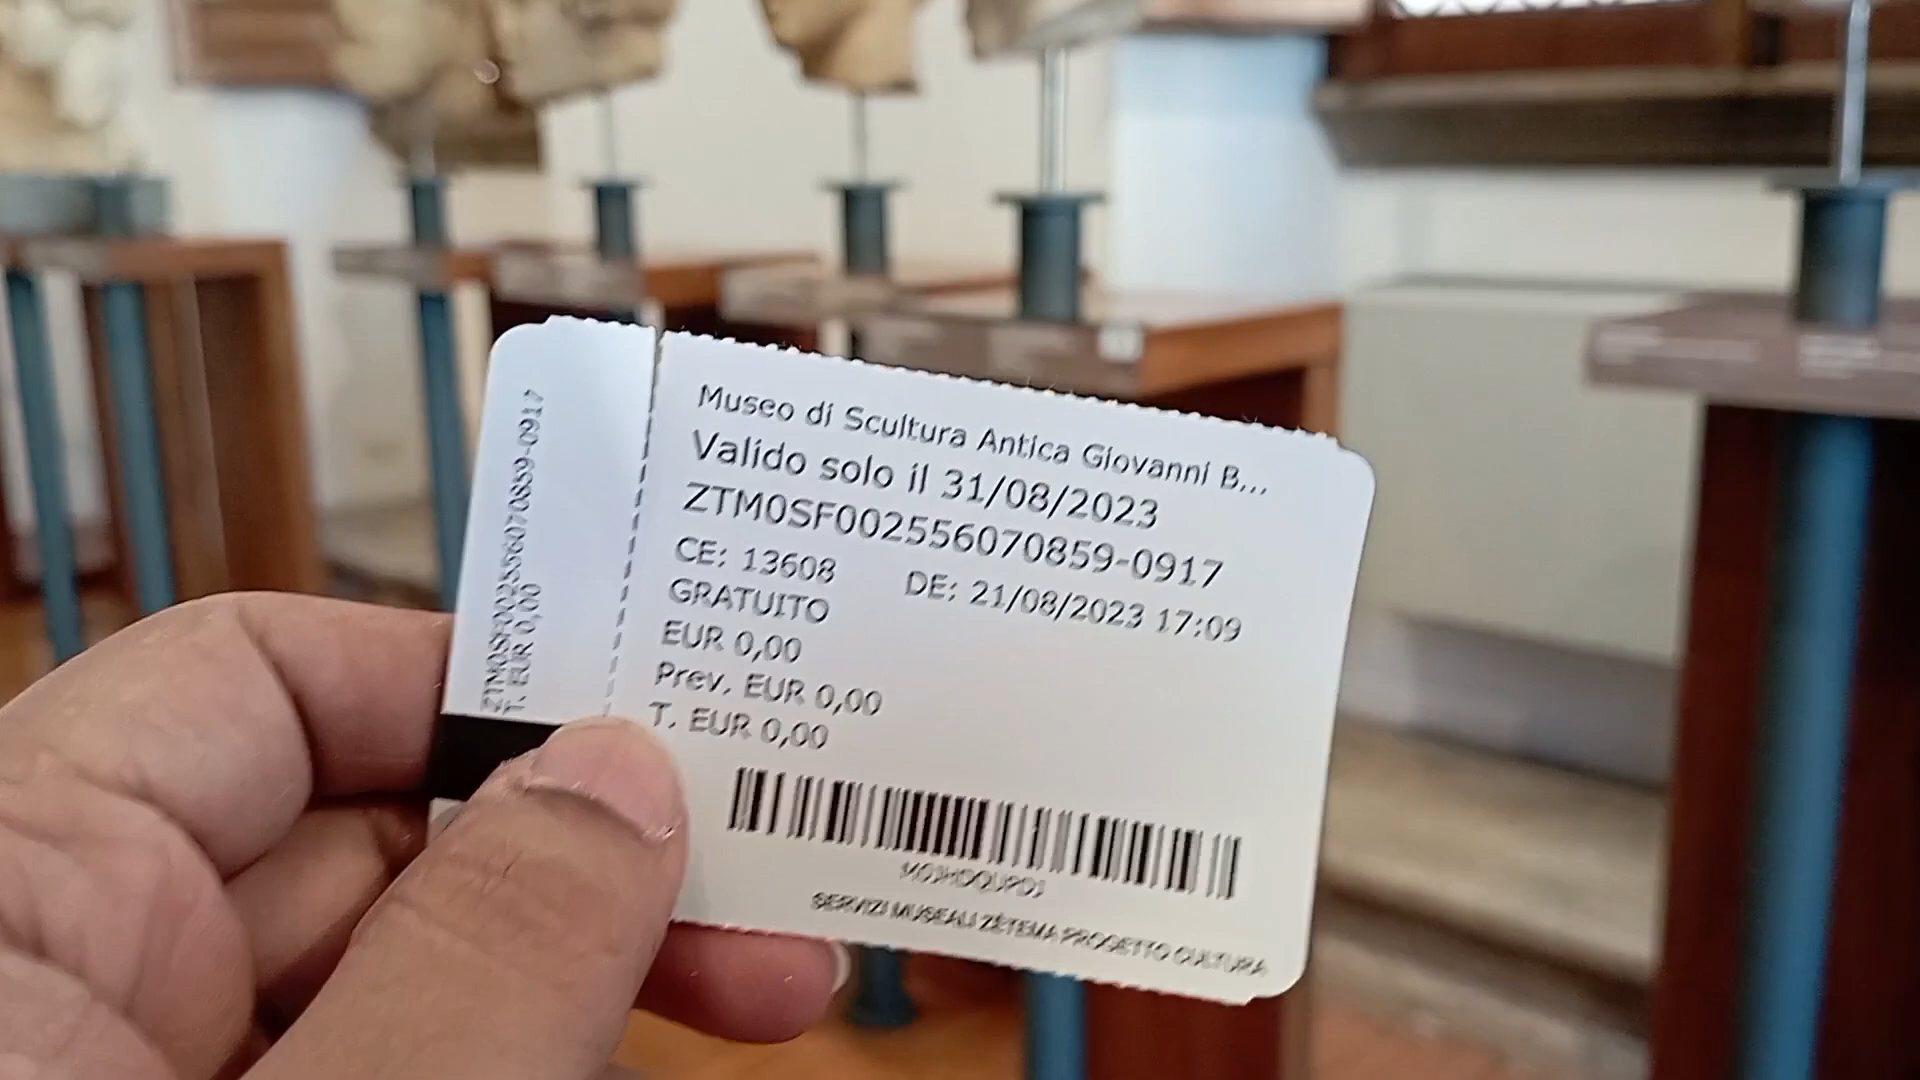 Museo di Scultura Antica Giovanni B...
Valido solo il 31/08/2023
ZTM0SF002556070859-0917
CE: 13608 DE: 21/08/2023 17:09
GRATUITO
EUR 0,00
Prev. EUR 0,00
T. EUR 0,00
SERVIZI MUSEALI ZÈTEMA PROGETTO CULTURA
ZTM0SF002556070859-0917
T. EUR 0,00